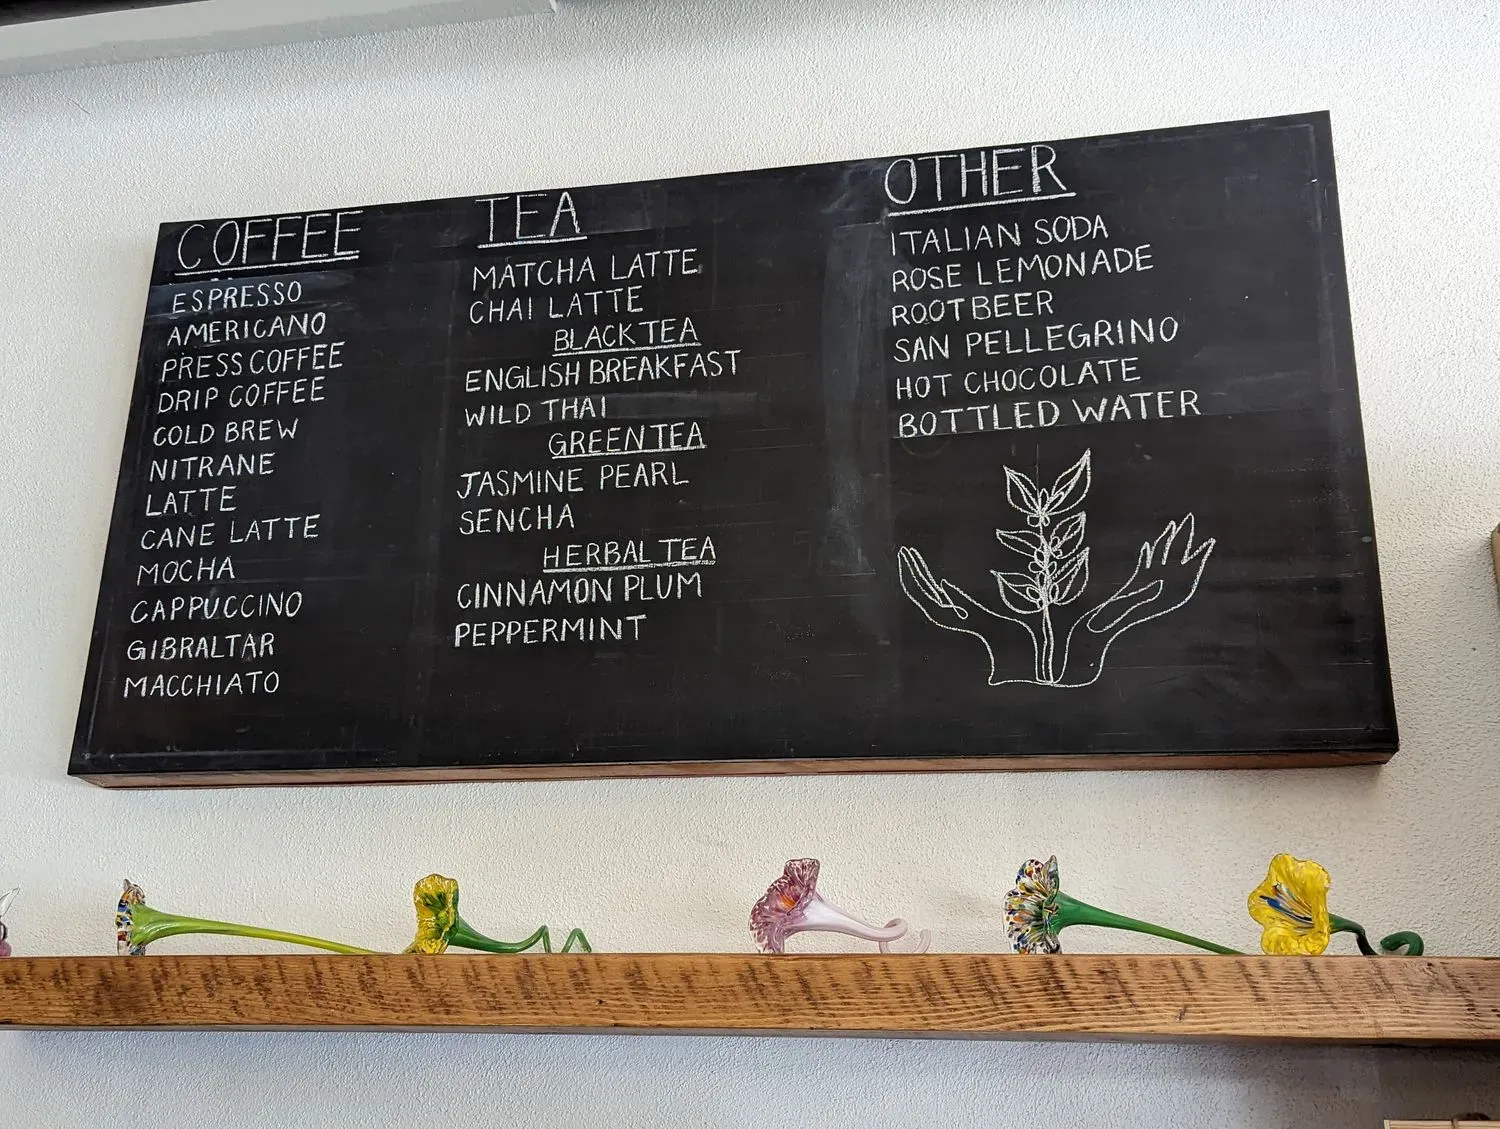 COFFEE
ESPRESSO
AMERICANO
PRESS COFFEE
DRIP COFFEE
COLD BREW
NITRANE
LATTE
CANE LATTE
MOCHA
CAPPUCCINO
GIBRALTAR
MACCHIATO
TEA
MATCHA LATTE
CHAI LATTE
BLACK TEA
ENGLISH BREAKFAST
WILD THAI
GREEN TEA
JASMINE PEARL
SENCHA
HERBAL TEA
CINNAMON PLUM
PEPPERMINT
OTHER
ITALIAN SODA
ROSE LEMONADE
ROOT BEER
SAN PELLEGRINO
HOT CHOCOLATE
BOTTLED WATER